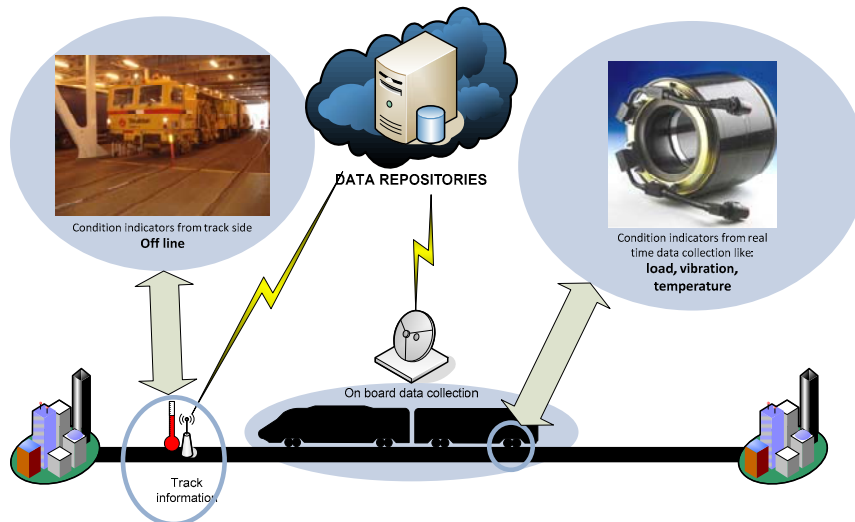 DATA REPOSITORIES
Condition indicators from track side
Off line
Condition indicators from real
time data collection like:
load, vibration,
temperature
On board data collection
Track
information